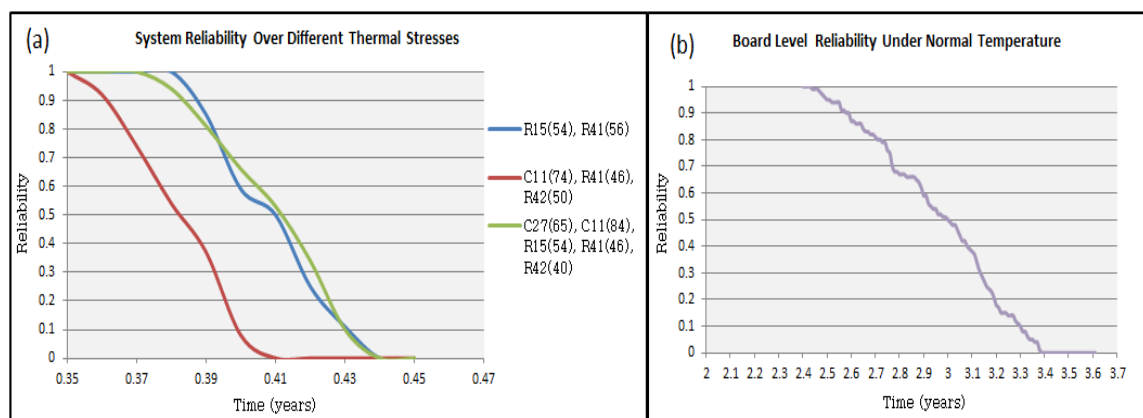 (a)
System Reliability Over Different Thermal Stresses
1
0.9
0.8
0.7
0.6
0.5
0.4
0.3
0.2
0.1
0
Reliability
0.35 0.37 0.39 0.41 0.43 0.45 0.47
Time (years)
R15(54), R41(56)
C11(74), R41(46),
R42(50)
C27(65), C11(84),
R15(54), R41(46),
R42(40)
(b)
Board Level Reliability Under Normal Temperature
1
0.9
0.8
0.7
0.6
0.5
0.4
0.3
0.2
0.1
0
Reliability
2 2.1 2.2 2.3 2.4 2.5 2.6 2.7 2.8 2.9 3 3.1 3.2 3.3 3.4 3.5 3.6 3.7
Time (years)